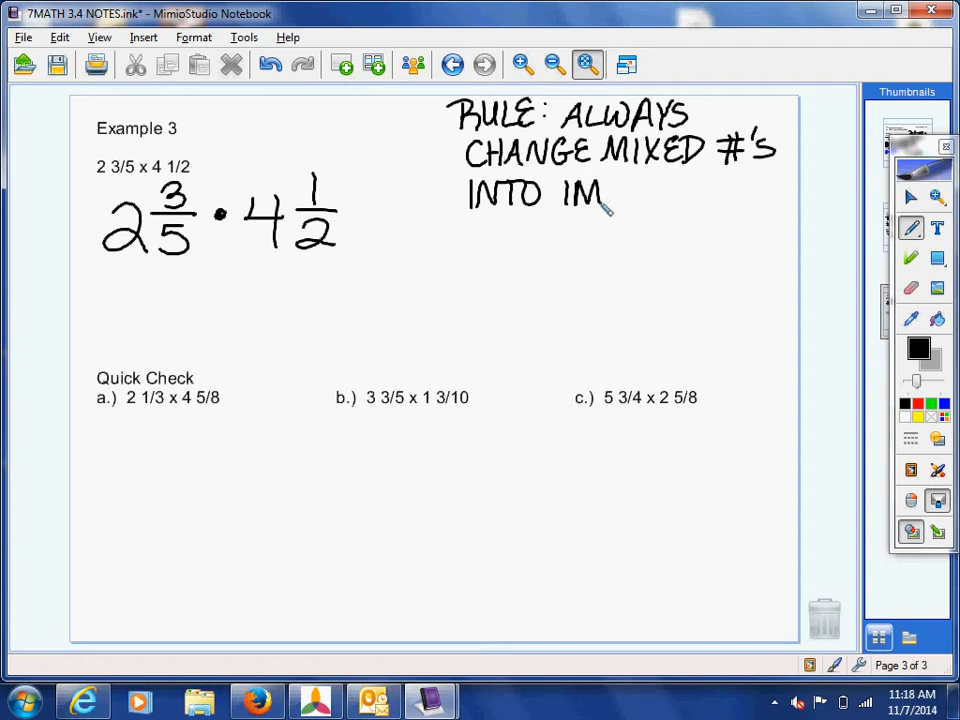 7MATH 3.4 NOTES.ink* - MimioStudio Notebook
File Edit View Insert Format Tools Help
Thumbnails
Example 3
RULE: ALWAYS
CHANGE MIXED #'S
INTO IM
2 3/5 x 4 1/2
2 3/5 • 4 1/2
Quick Check
a.) 2 1/3 x 4 5/8
b.) 3 3/5 x 1 3/10
c.) 5 3/4 x 2 5/8
Page 3 of 3
11:18 AM
11/7/2014